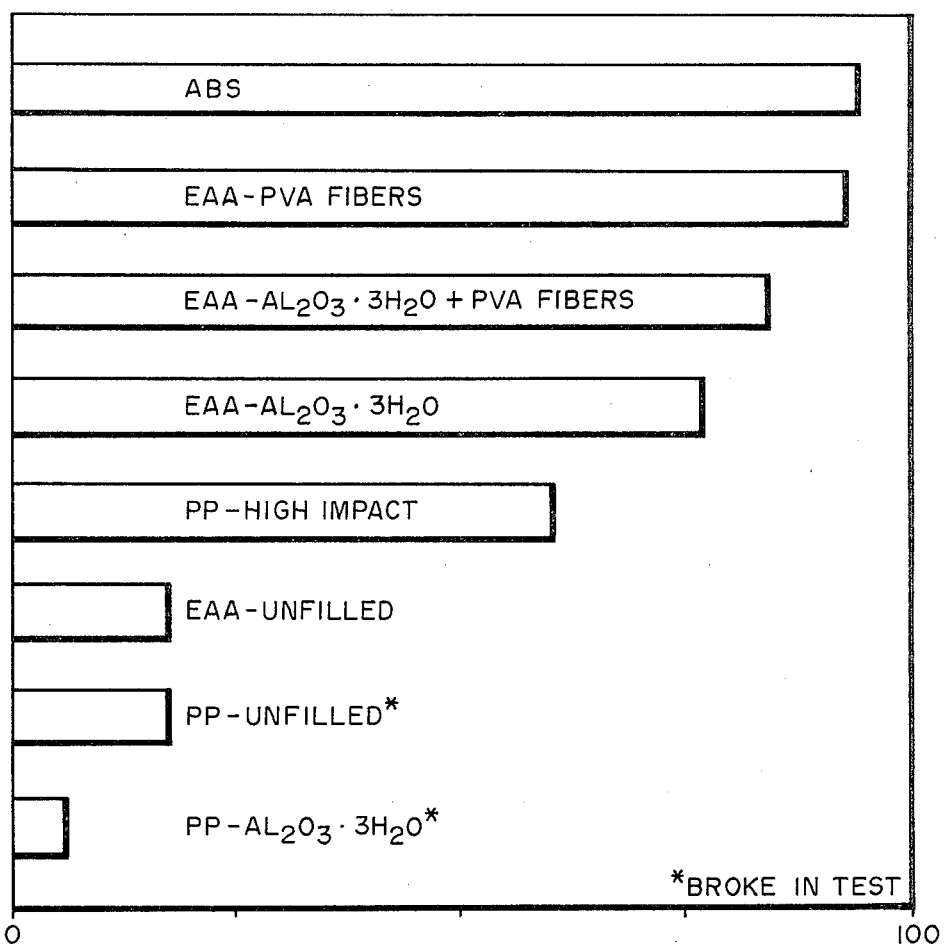 ABS
EAA-PVA FIBERS
EAA-AL₂O₃·3H₂O + PVA FIBERS
EAA-AL₂O₃·3H₂O
PP-HIGH IMPACT
EAA-UNFILLED
PP-UNFILLED*
PP-AL₂O₃·3H₂O*
*BROKE IN TEST
0 100